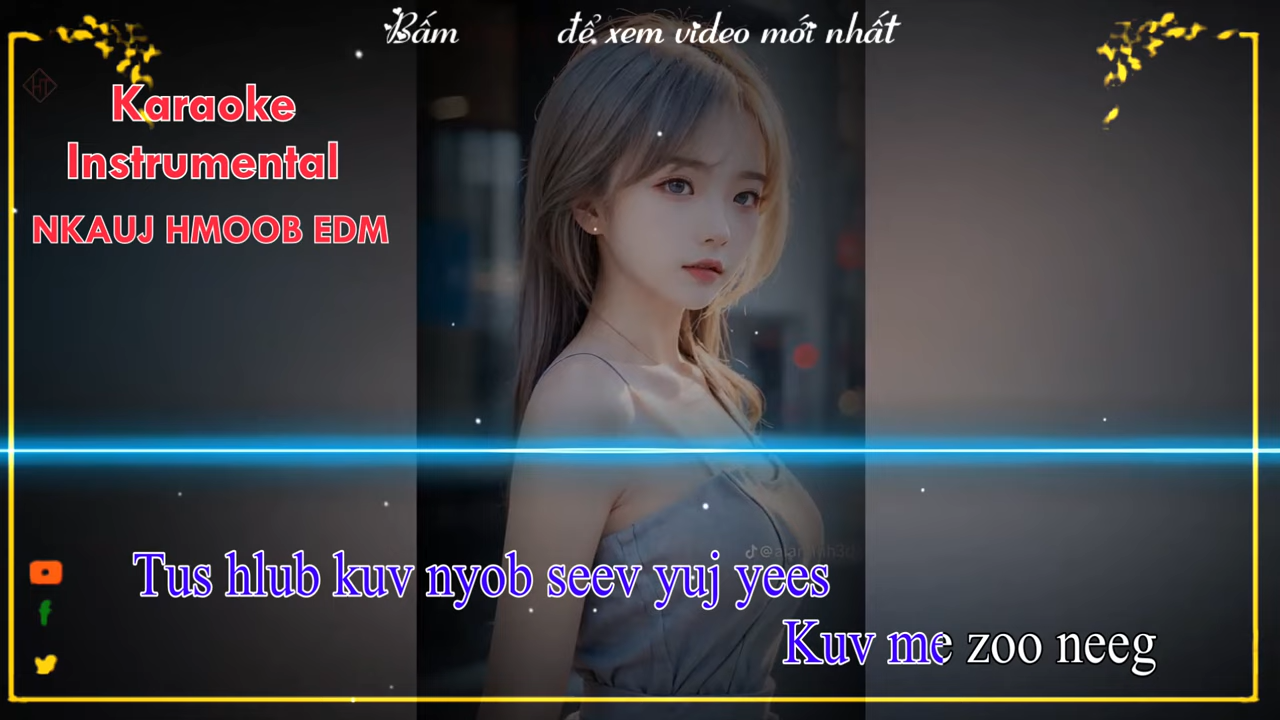 Bấm để xem video mới nhất
HT
Karaoke
Instrumental
NKAUJ HMOOB EDM
Tus hlub kuv nyob seev yuj yees
Kuv me zoo neeg